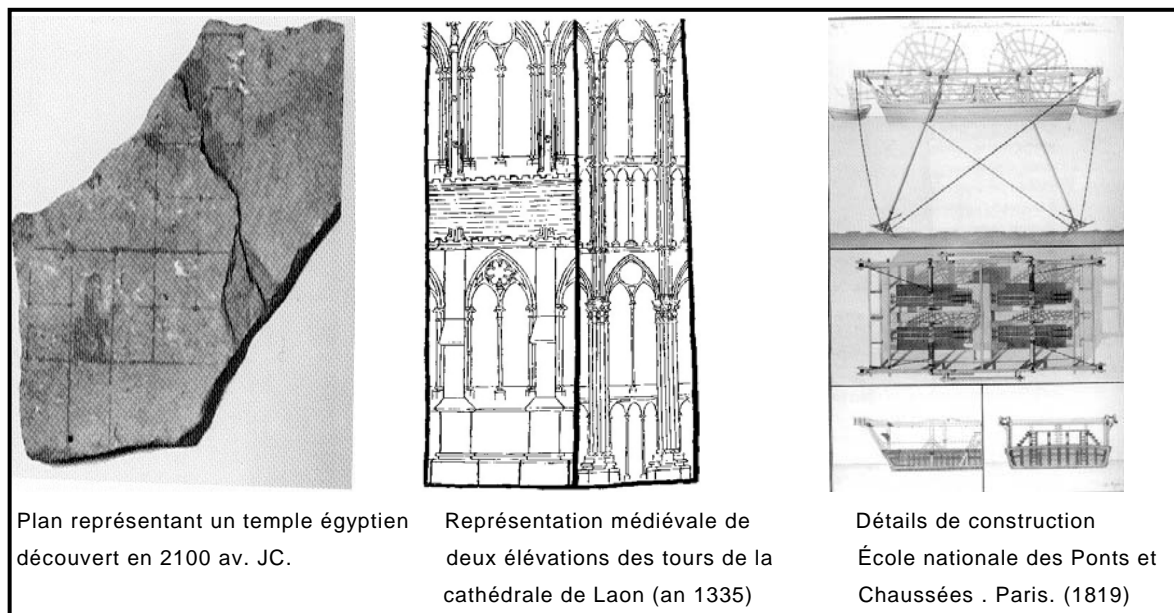 Plan représentant un temple égyptien
découvert en 2100 av. JC.
Représentation médiévale de
deux élévations des tours de la
cathédrale de Laon (an 1335)
Détails de construction
École nationale des Ponts et
Chaussées . Paris. (1819)